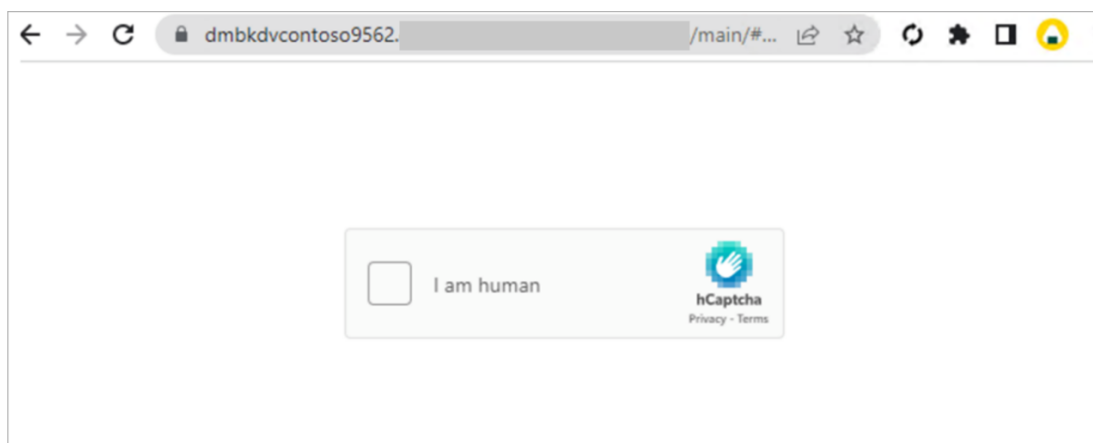 dmbkdvcontoso9562. /main/#...
I am human
hCaptcha
Privacy - Terms